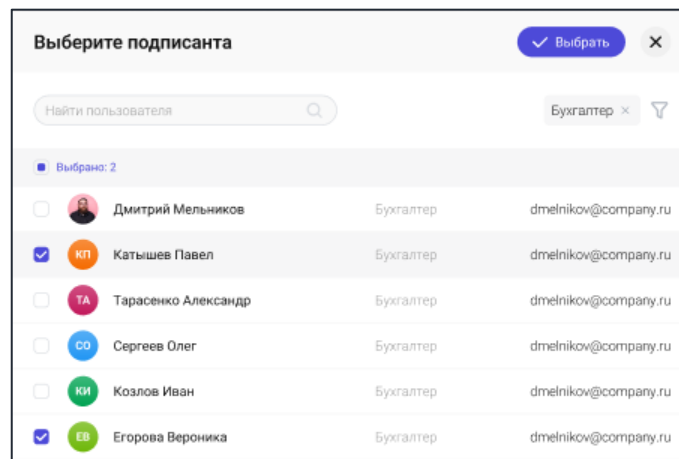 Выберите подписанта
Выбрать
Найти пользователя
Бухгалтер ×
Выбрано: 2
Дмитрий Мельников Бухгалтер dmelnikov@company.ru
КП Катышев Павел Бухгалтер dmelnikov@company.ru
ТА Тарасенко Александр Бухгалтер dmelnikov@company.ru
СО Сергеев Олег Бухгалтер dmelnikov@company.ru
КИ Козлов Иван Бухгалтер dmelnikov@company.ru
ЕВ Егорова Вероника Бухгалтер dmelnikov@company.ru